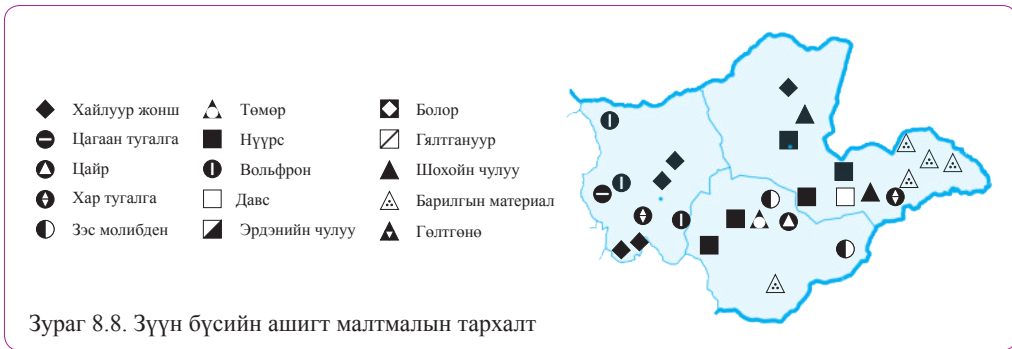 Хайлуур жонш
Цагаан тугалга
Цайр
Хар тугалга
Зэс молибден
Төмөр
Нүүрс
Вольфрон
Давс
Эрдэнийн чулуу
Болор
Гялтгануур
Шохойн чулуу
Барилгын материал
Гөлтгөнө
Зураг 8.8. Зүүн бүсийн ашигт малтмалын тархалт